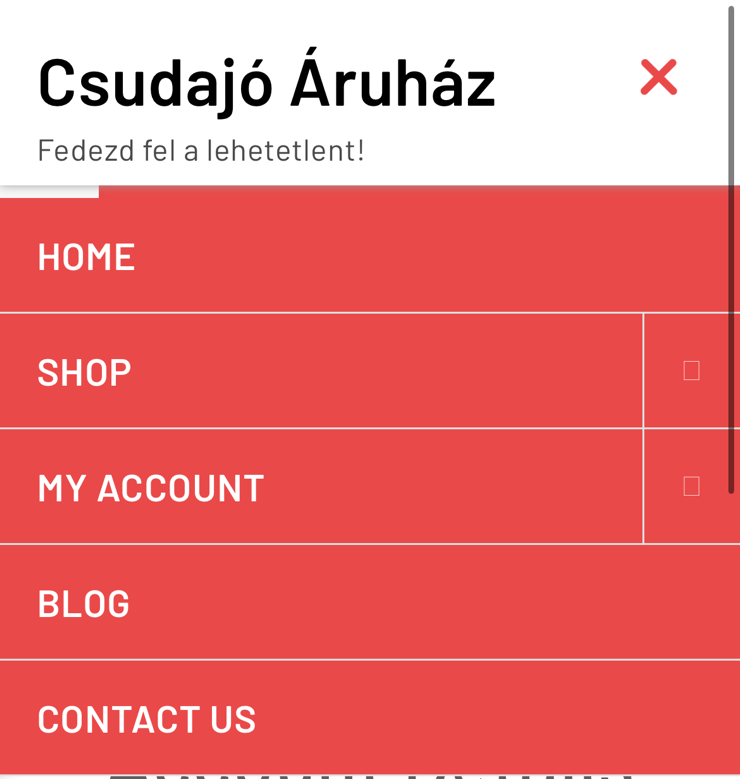 Csudajó Áruház
Fedezd fel a lehetetlent!
HOME
SHOP
MY ACCOUNT
BLOG
CONTACT US